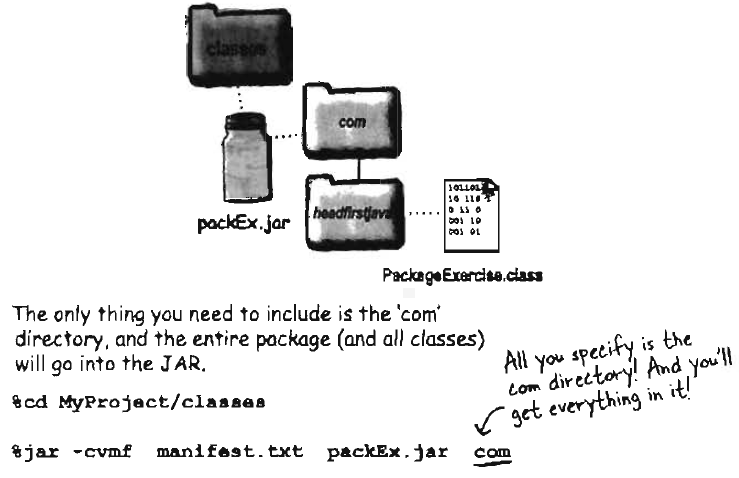 classes
com
packEx.jar
headfirstjava
101101
10 110 1
0 11 0
001 10
001 01
PackageExercise.class
The only thing you need to include is the 'com'
directory, and the entire package (and all classes)
will go into the JAR.
All you specify is the
com directory! And you'll
get everything in it!
%cd MyProject/classes
%jar -cvmf manifest.txt packEx.jar com